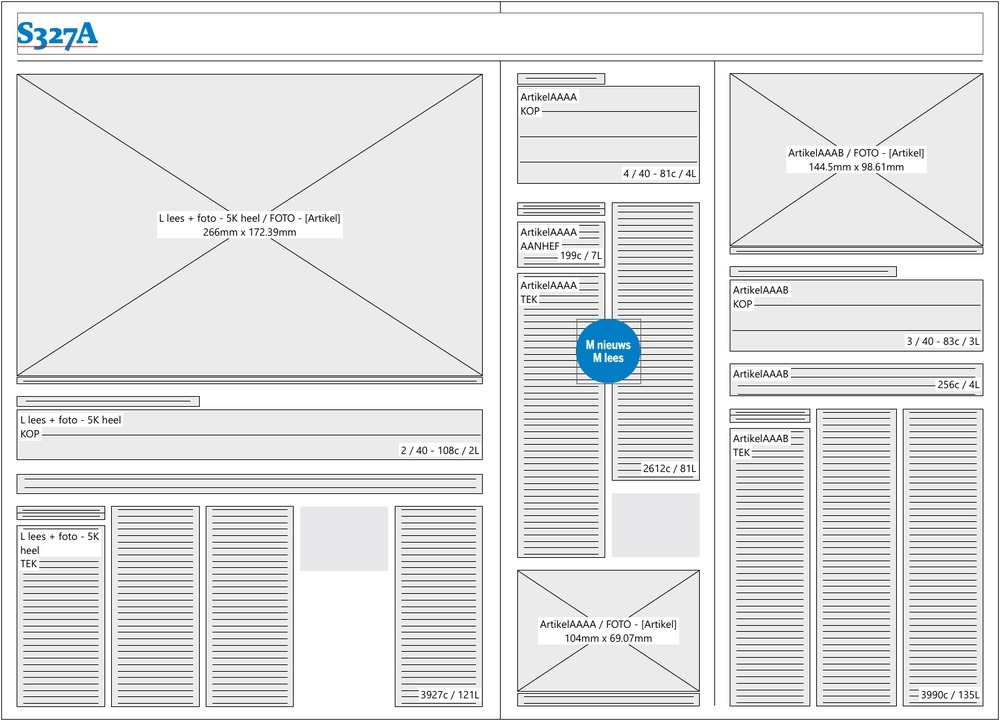 S327A
L lees + foto - 5K heel / FOTO - [Artikel]
266mm x 172.39mm
L lees + foto - 5K heel
KOP
2 / 40 - 108c / 2L
L lees + foto - 5K
heel
TEK
3927c / 121L
ArtikelAAAA
KOP
4 / 40 - 81c / 4L
ArtikelAAAA
AANHEF
199c / 7L
ArtikelAAAA
TEK
M nieuws
M lees
2612c / 81L
ArtikelAAAA / FOTO - [Artikel]
104mm x 69.07mm
ArtikelAAAB / FOTO - [Artikel]
144.5mm x 98.61mm
ArtikelAAAB
KOP
3 / 40 - 83c / 3L
ArtikelAAAB
256c / 4L
ArtikelAAAB
TEK
3990c / 135L